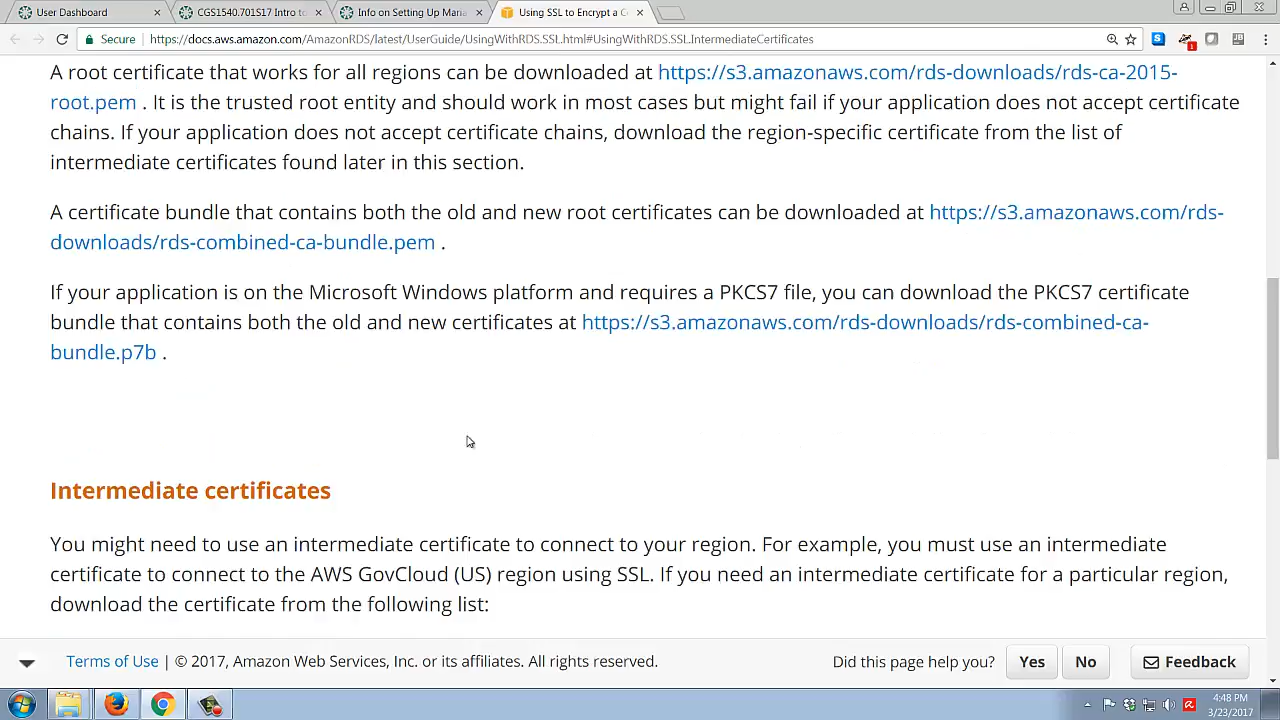 User Dashboard
CGS1540.701S17 Intro to
Info on Setting Up Maria
Using SSL to Encrypt a C
Secure
https://docs.aws.amazon.com/AmazonRDS/latest/UserGuide/UsingWithRDS.SSL.html#UsingWithRDS.SSL.IntermediateCertificates
1
A root certificate that works for all regions can be downloaded at https://s3.amazonaws.com/rds-downloads/rds-ca-2015-
root.pem . It is the trusted root entity and should work in most cases but might fail if your application does not accept certificate
chains. If your application does not accept certificate chains, download the region-specific certificate from the list of
intermediate certificates found later in this section.
A certificate bundle that contains both the old and new root certificates can be downloaded at https://s3.amazonaws.com/rds-
downloads/rds-combined-ca-bundle.pem .
If your application is on the Microsoft Windows platform and requires a PKCS7 file, you can download the PKCS7 certificate
bundle that contains both the old and new certificates at https://s3.amazonaws.com/rds-downloads/rds-combined-ca-
bundle.p7b .
Intermediate certificates
You might need to use an intermediate certificate to connect to your region. For example, you must use an intermediate
certificate to connect to the AWS GovCloud (US) region using SSL. If you need an intermediate certificate for a particular region,
download the certificate from the following list:
Terms of Use | © 2017, Amazon Web Services, Inc. or its affiliates. All rights reserved.
Did this page help you?
Yes
No
Feedback
4:48 PM
3/23/2017